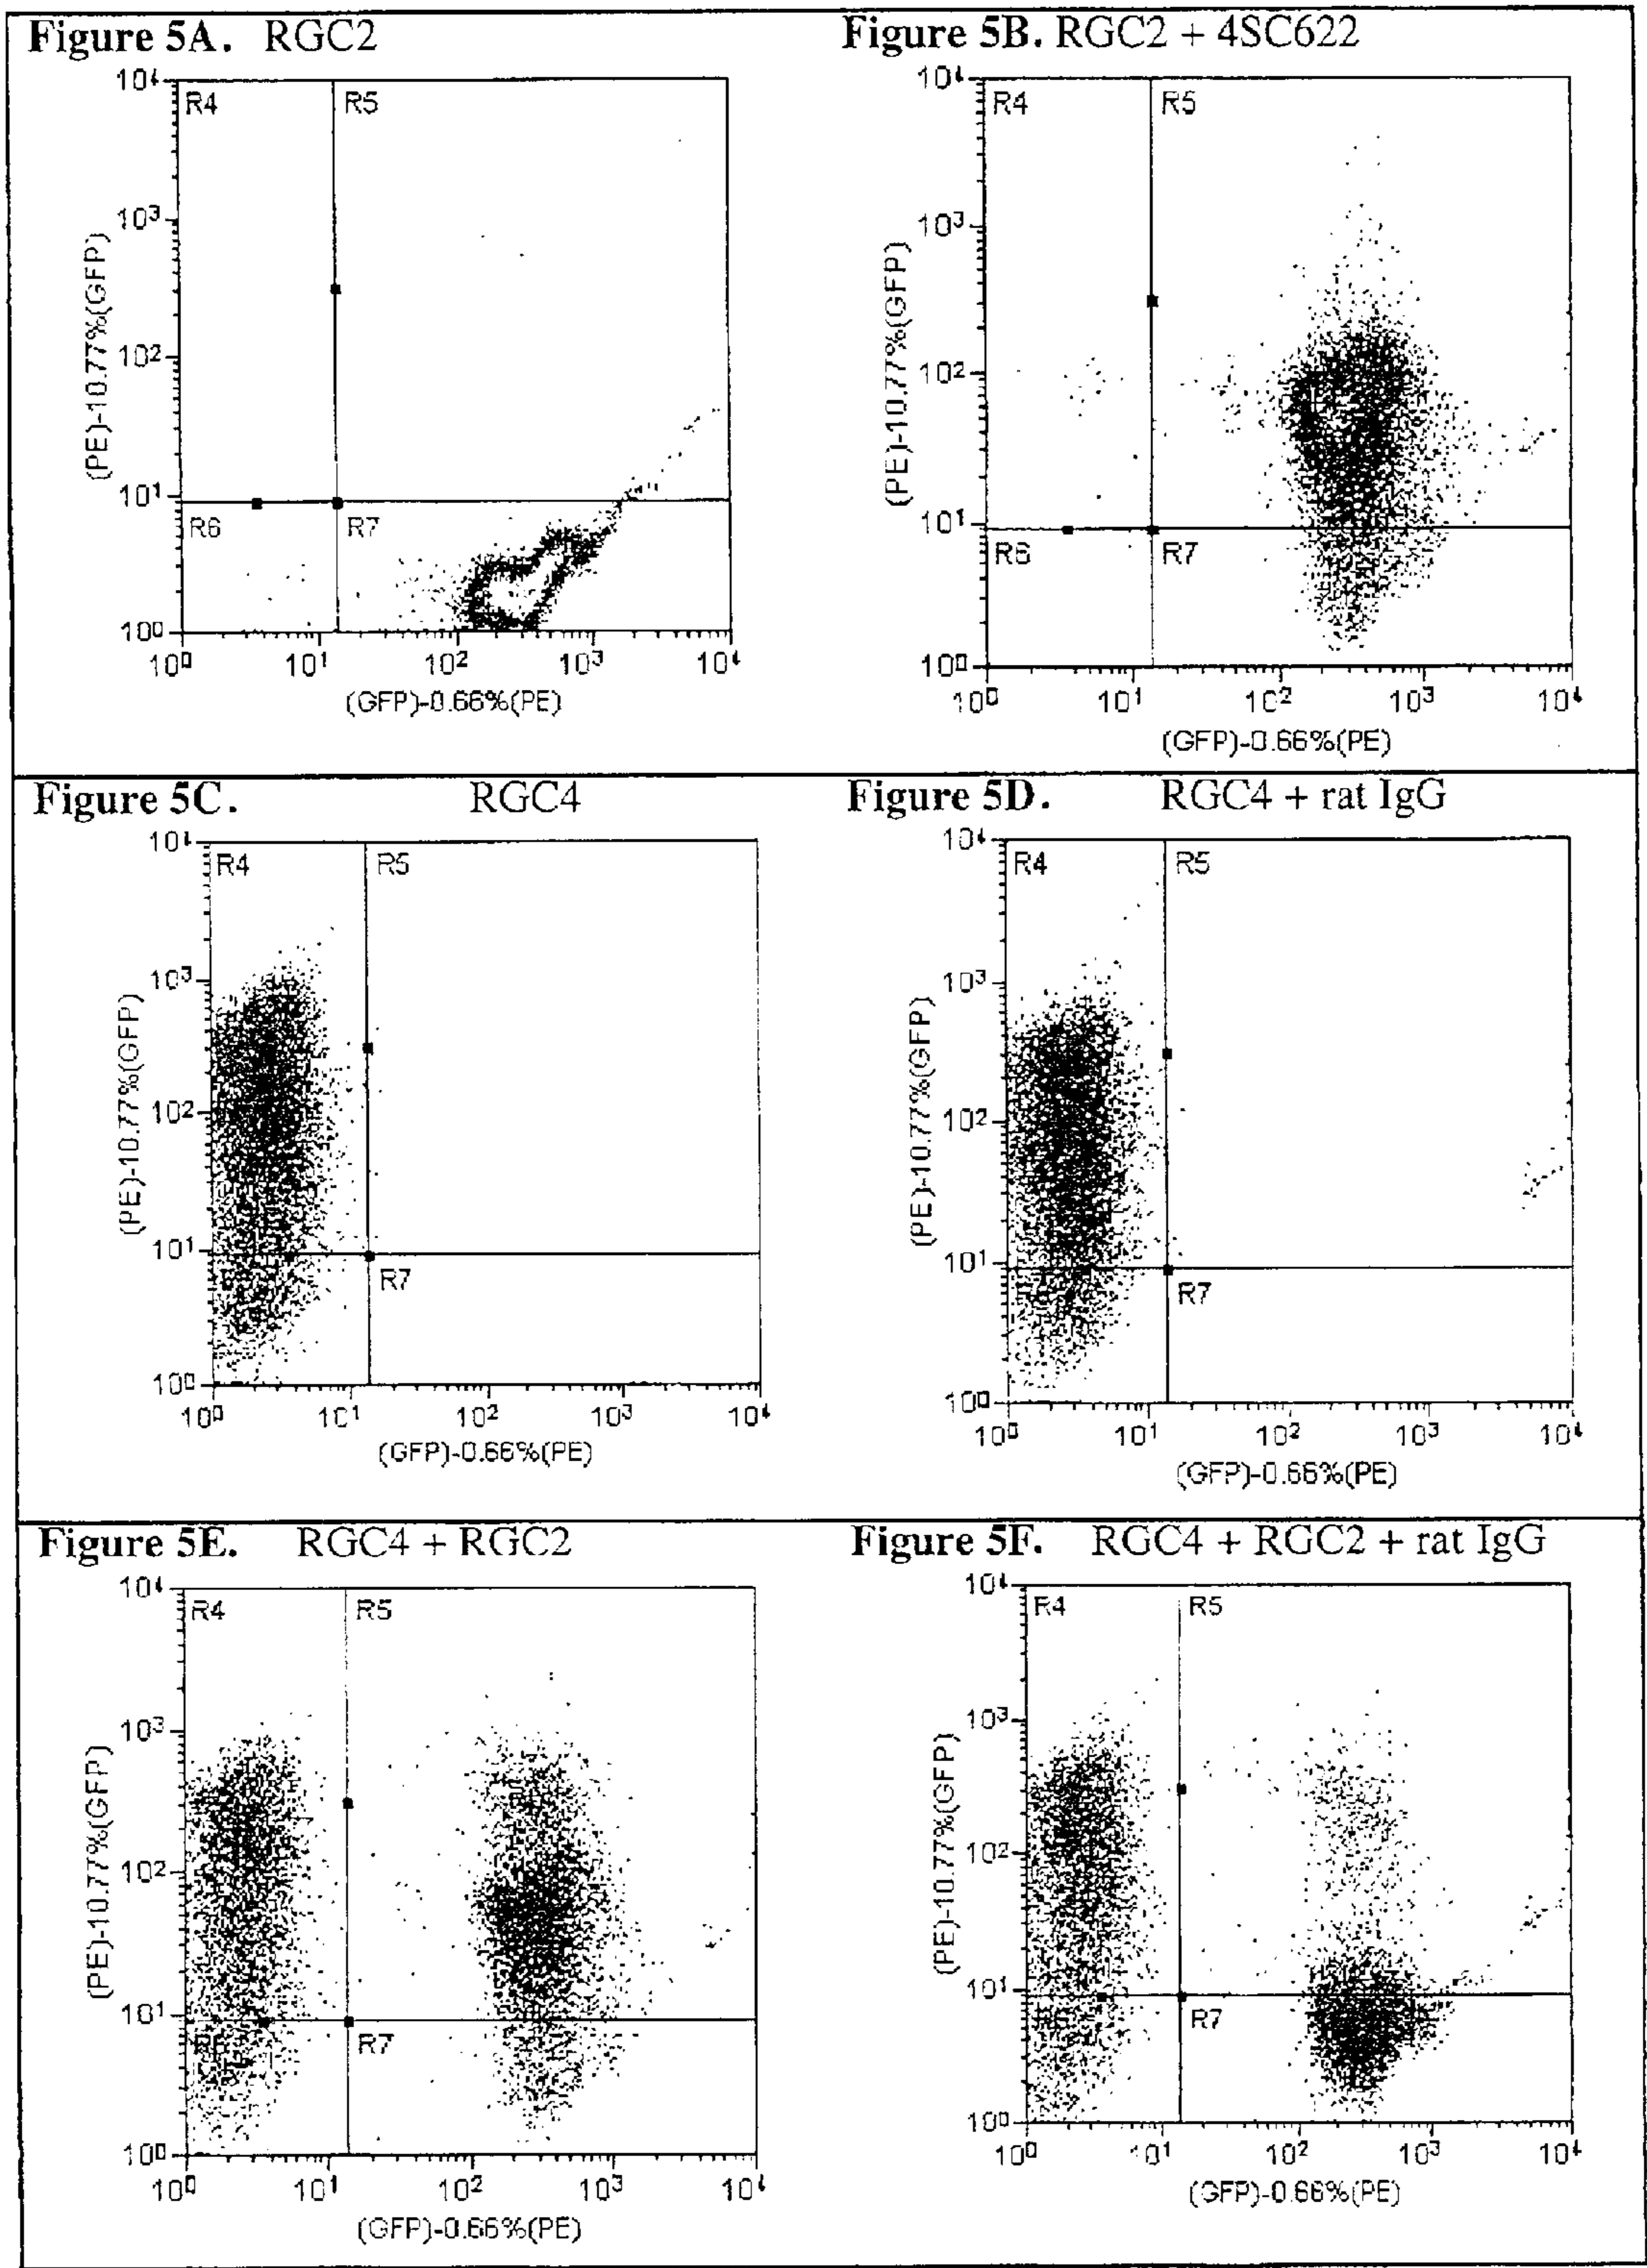 Figure 5A. RGC2
10⁴
R4
R5
10³
10²
10¹
R6
R7
10⁰
10⁰ 10¹ 10² 10³ 10⁴
(PE)-10.77%(GFP)
(GFP)-0.66%(PE)
Figure 5B. RGC2 + 4SC622
10⁴
R4
R5
10³
10²
10¹
R6
R7
10⁰
10⁰ 10¹ 10² 10³ 10⁴
(PE)-10.77%(GFP)
(GFP)-0.66%(PE)
Figure 5C. RGC4
10⁴
R4
R5
10³
10²
10¹
R7
10⁰
10⁰ 10¹ 10² 10³ 10⁴
(PE)-10.77%(GFP)
(GFP)-0.66%(PE)
Figure 5D. RGC4 + rat IgG
10⁴
R4
R5
10³
10²
10¹
R7
10⁰
10⁰ 10¹ 10² 10³ 10⁴
(PE)-10.77%(GFP)
(GFP)-0.66%(PE)
Figure 5E. RGC4 + RGC2
10⁴
R4
R5
10³
10²
10¹
R6
R7
10⁰
10⁰ 10¹ 10² 10³ 10⁴
(PE)-10.77%(GFP)
(GFP)-0.66%(PE)
Figure 5F. RGC4 + RGC2 + rat IgG
10⁴
R4
R5
10³
10²
10¹
R6
R7
10⁰
10⁰ 10¹ 10² 10³ 10⁴
(PE)-10.77%(GFP)
(GFP)-0.66%(PE)